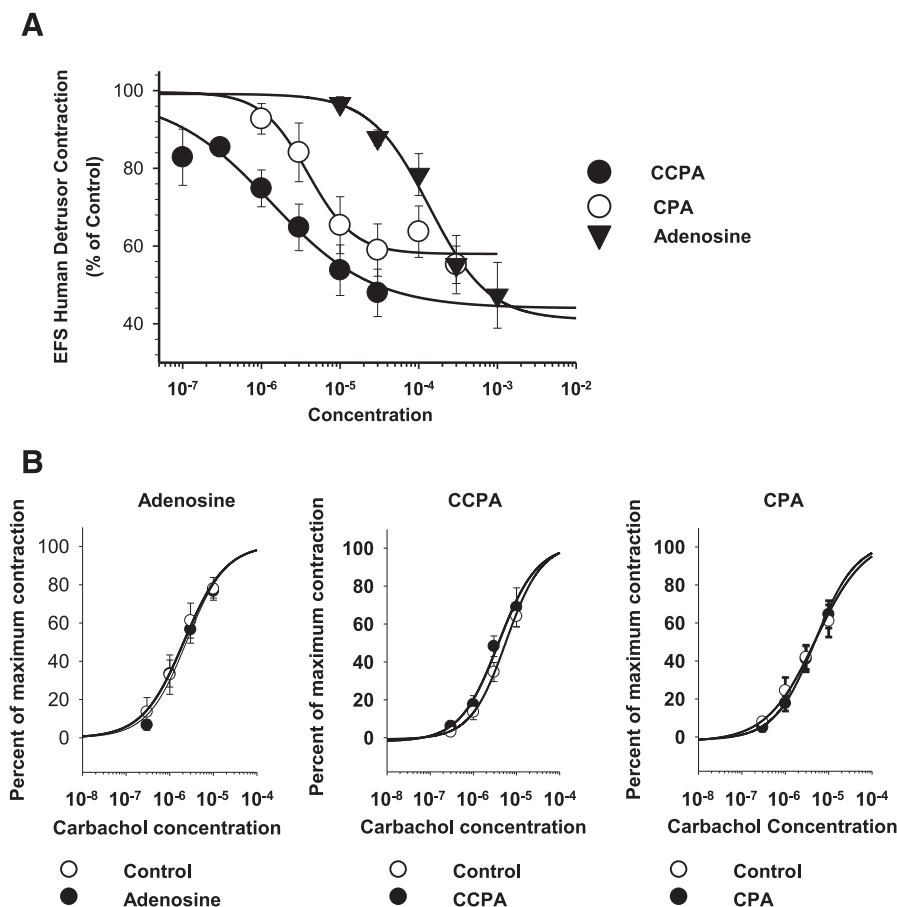 A
EFS Human Detrusor Contraction
(% of Control)
100
80
60
40
10-7 10-6 10-5 10-4 10-3 10-2
Concentration
CCPA
CPA
Adenosine
B
Adenosine
Percent of maximum contraction
100
80
60
40
20
0
10-8 10-7 10-6 10-5 10-4
Carbachol concentration
Control
Adenosine
CCPA
Percent of maximum contraction
100
80
60
40
20
0
10-8 10-7 10-6 10-5 10-4
Carbachol concentration
Control
CCPA
CPA
Percent of maximum contraction
100
80
60
40
20
0
10-8 10-7 10-6 10-5 10-4
Carbachol Concentration
Control
CPA